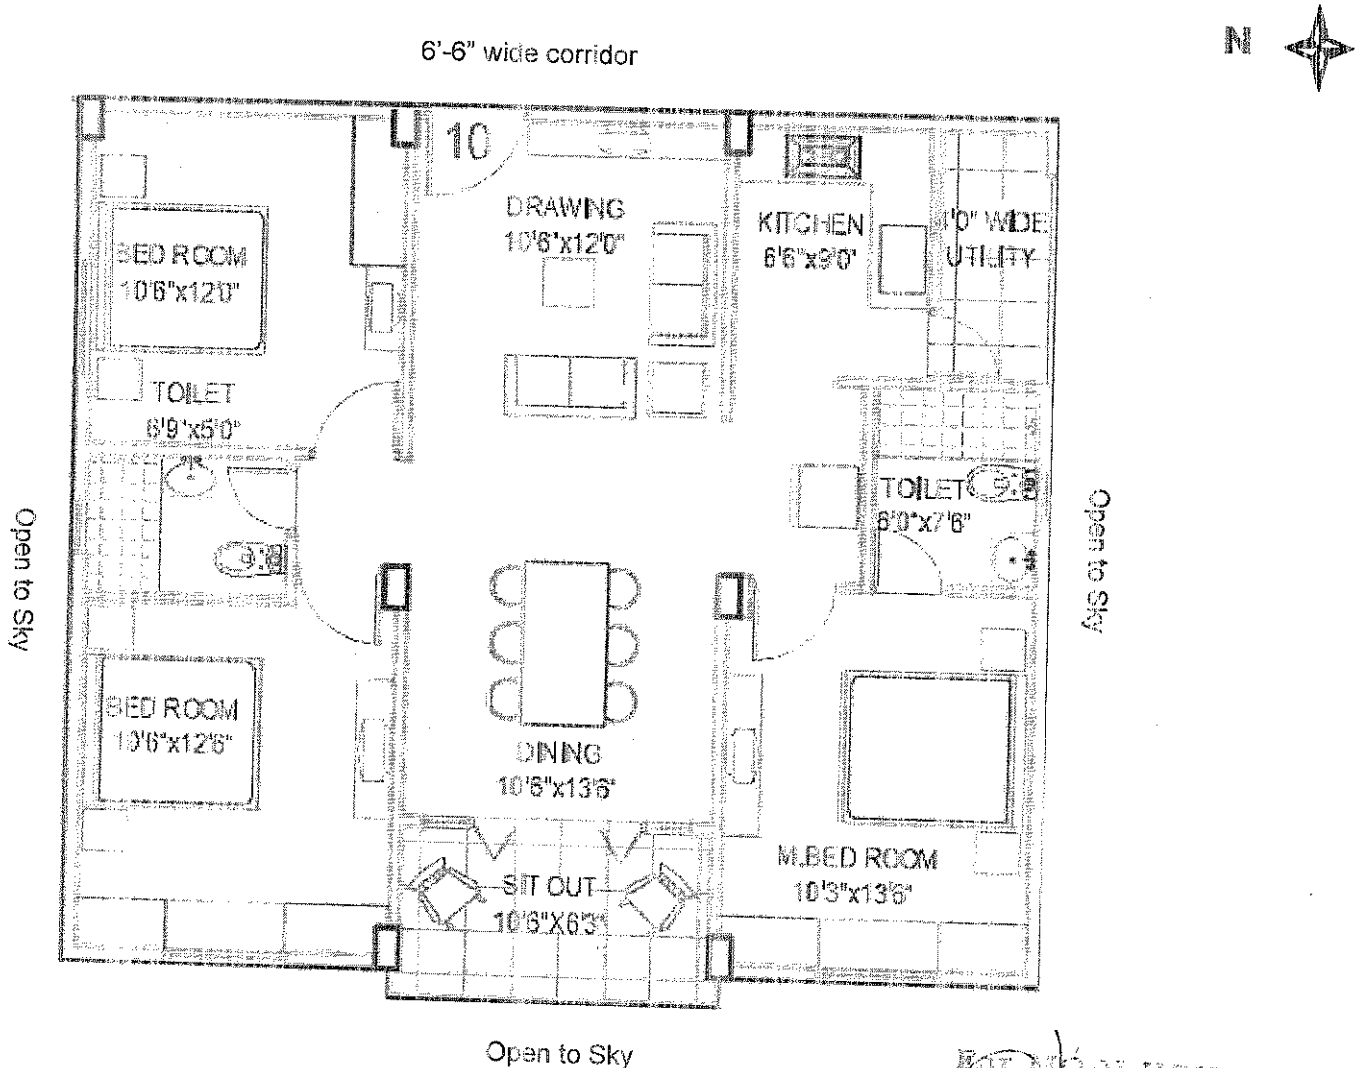 6'-6" wide corridor
N
10
DRAWING
10'6"x12'0"
KITCHEN
6'6"x9'0"
4'0" WIDE
UTILITY
BED ROOM
10'6"x12'0"
TOILET
6'9"x5'0"
TOILET
6'0"x7'6"
Open to Sky
Open to Sky
BED ROOM
10'6"x12'6"
DINING
10'6"x13'6"
M.BED ROOM
10'3"x13'6"
SIT OUT
10'6"X6'3"
Open to Sky